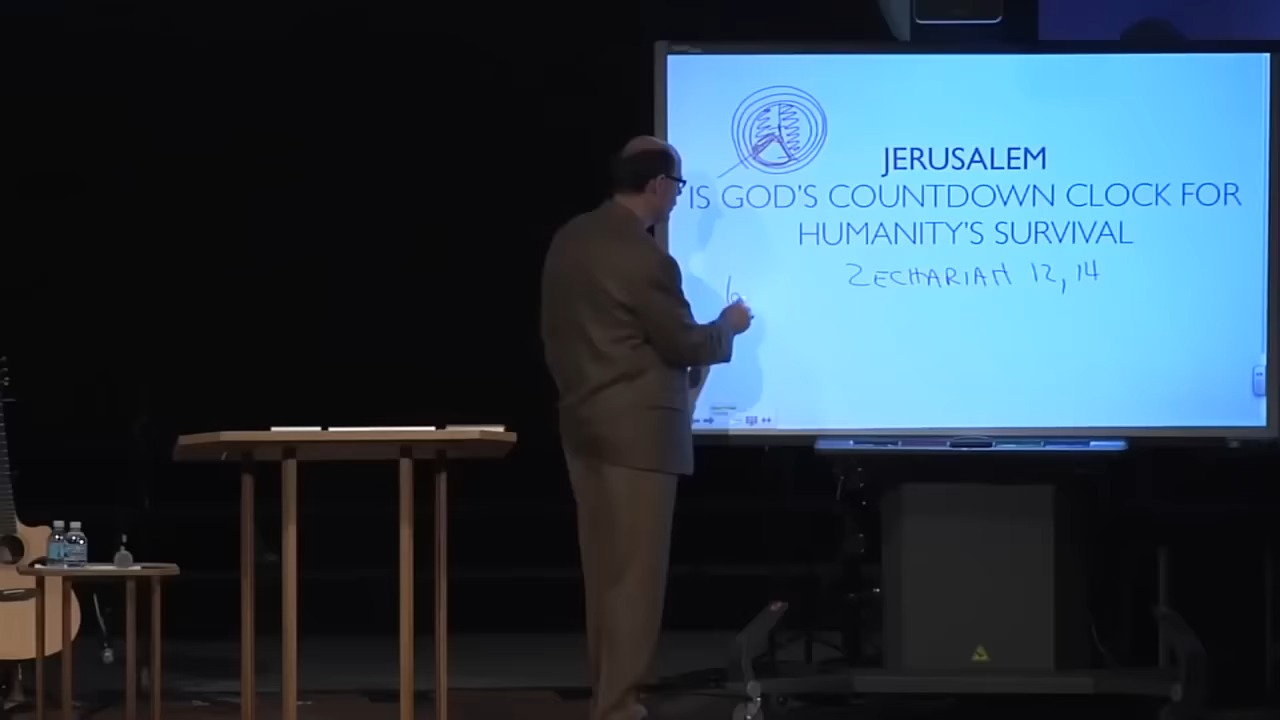 JERUSALEM
IS GOD'S COUNTDOWN CLOCK FOR
HUMANITY'S SURVIVAL
ZECHARIAH 12, 14